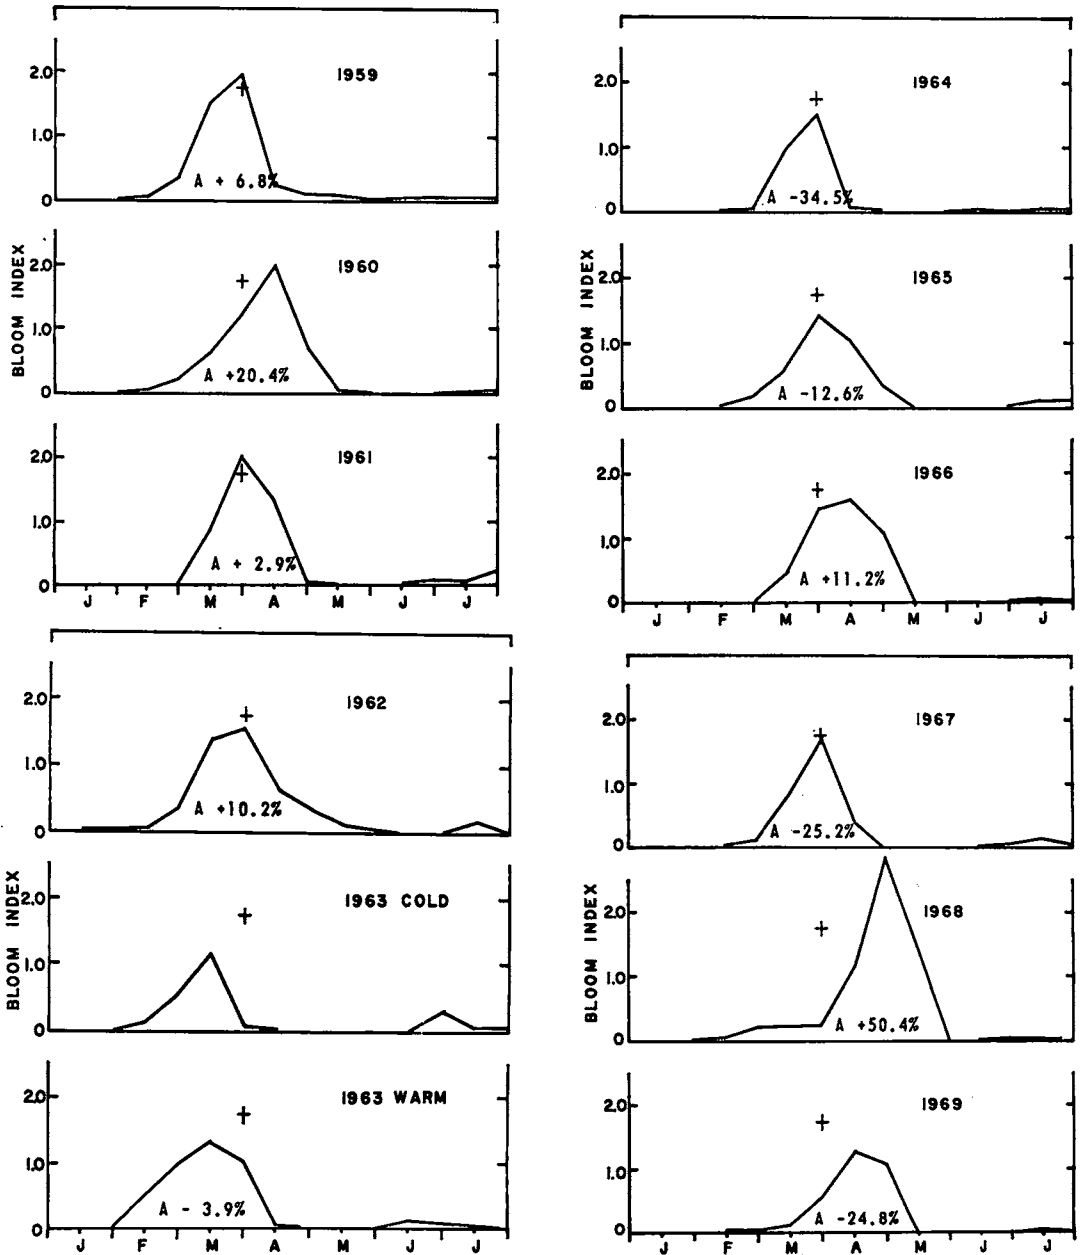 BLOOM INDEX
2.0
1.0
0
1959
A + 6.8%
2.0
1.0
0
1960
A +20.4%
2.0
1.0
0
1961
A + 2.9%
J F M A M J J
BLOOM INDEX
2.0
1.0
0
1962
A +10.2%
2.0
1.0
0
1963 COLD
2.0
1.0
0
1963 WARM
A - 3.9%
J F M A M J J
BLOOM INDEX
2.0
1.0
0
1964
A -34.5%
2.0
1.0
0
1965
A -12.6%
2.0
1.0
0
1966
A +11.2%
J F M A M J J
BLOOM INDEX
2.0
1.0
0
1967
A -25.2%
2.0
1.0
0
1968
A +50.4%
2.0
1.0
0
1969
A -24.8%
J F M A M J J